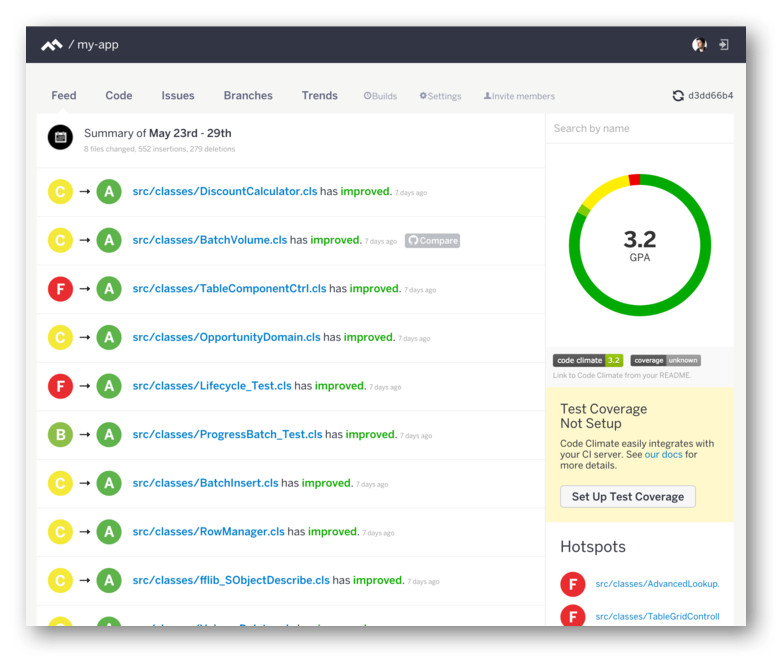 / my-app
Feed Code Issues Branches Trends Builds Settings Invite members d3dd66b4
Summary of May 23rd - 29th
8 files changed, 552 insertions, 279 deletions
C → A src/classes/DiscountCalculator.cls has improved. 7 days ago
C → A src/classes/BatchVolume.cls has improved. 7 days ago Compare
F → A src/classes/TableComponentCtrl.cls has improved. 7 days ago
C → A src/classes/OpportunityDomain.cls has improved. 7 days ago
F → A src/classes/Lifecycle_Test.cls has improved. 7 days ago
B → A src/classes/ProgressBatch_Test.cls has improved. 7 days ago
C → A src/classes/BatchInsert.cls has improved. 7 days ago
C → A src/classes/RowManager.cls has improved. 7 days ago
C → A src/classes/fflib_SObjectDescribe.cls has improved. 7 days ago
Search by name
3.2
GPA
code climate 3.2 coverage unknown
Link to Code Climate from your README.
Test Coverage
Not Setup
Code Climate easily integrates with
your CI server. See our docs for
more details.
Set Up Test Coverage
Hotspots
F src/classes/AdvancedLookup.
F src/classes/TableGridControll